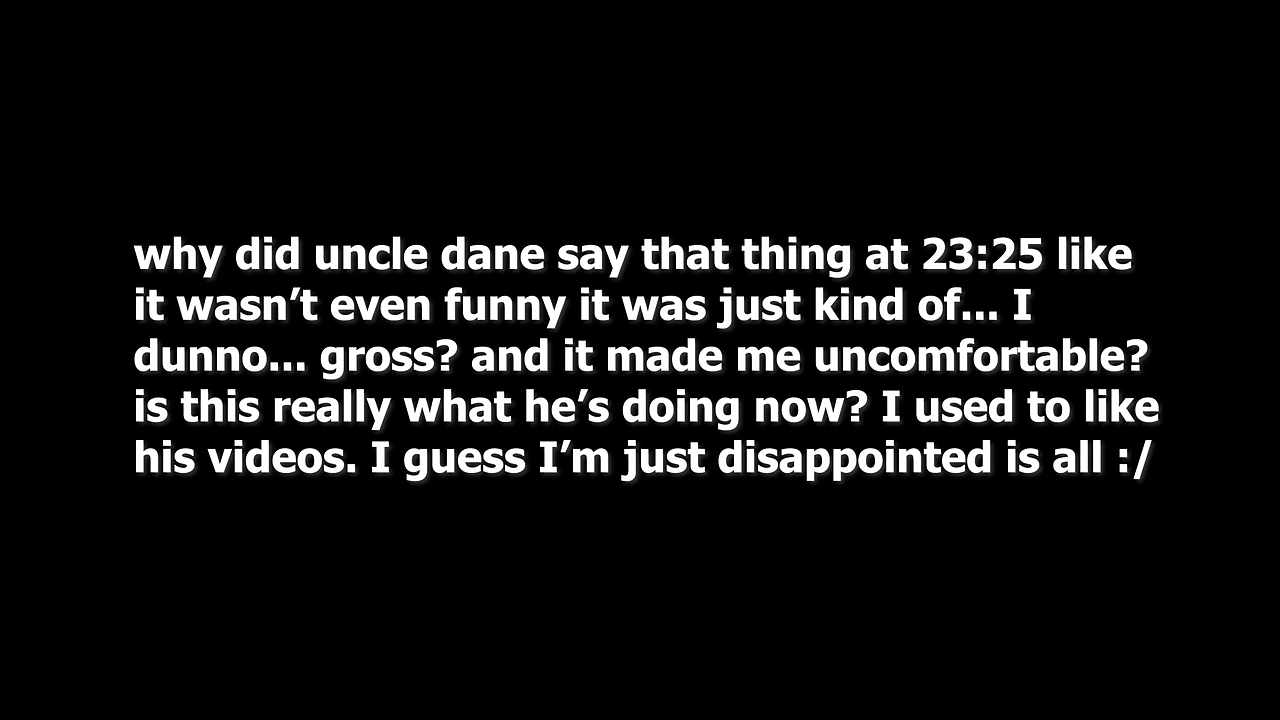 why did uncle dane say that thing at 23:25 like
it wasn’t even funny it was just kind of... I
dunno... gross? and it made me uncomfortable?
is this really what he’s doing now? I used to like
his videos. I guess I’m just disappointed is all :/